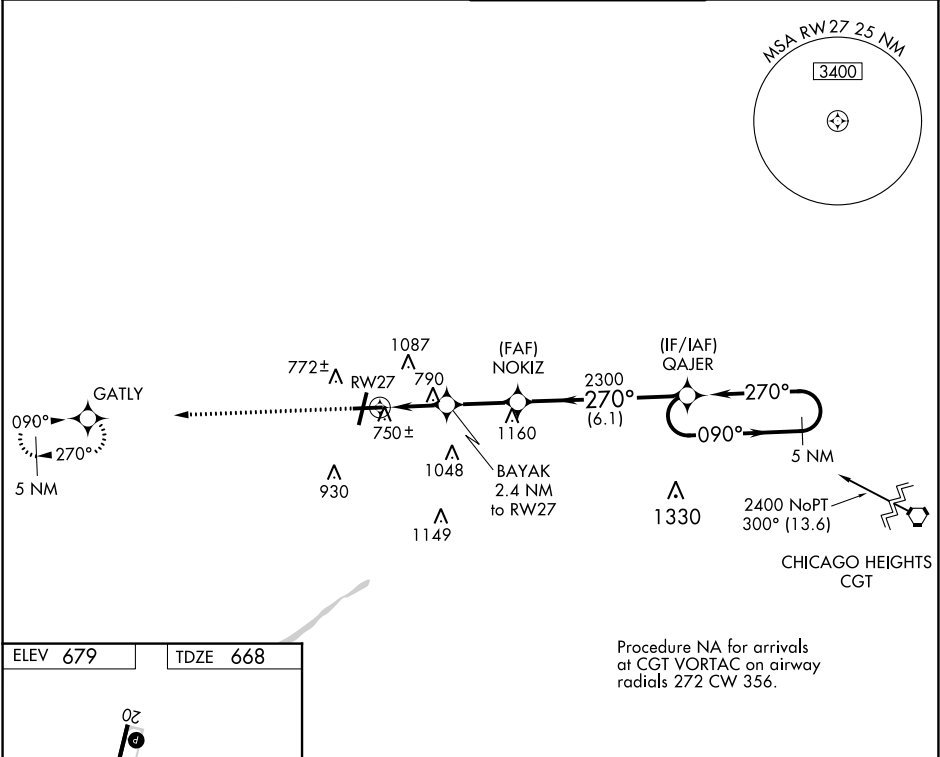 MSA RW27 25 NM
3400
1087
772±
RW27
790
(FAF)
NOKIZ
(IF/IAF)
QAJER
2300
270°
(6.1)
270°
090°
5 NM
GATLY
090°
270°
5 NM
750±
1160
1048
930
1149
BAYAK
2.4 NM
to RW27
1330
2400 NoPT
300° (13.6)
CHICAGO HEIGHTS
CGT
Procedure NA for arrivals
at CGT VORTAC on airway
radials 272 CW 356.
ELEV 679
TDZE 668
20
P